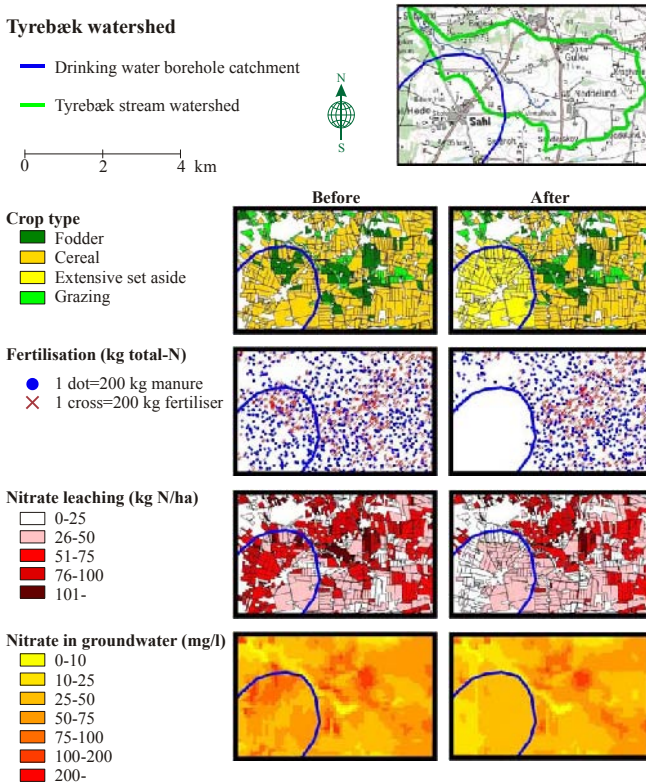 Tyrebæk watershed
Drinking water borehole catchment
Tyrebæk stream watershed
N
S
0 2 4 km
Sahl
Before After
Crop type
Fodder
Cereal
Extensive set aside
Grazing
Fertilisation (kg total-N)
1 dot=200 kg manure
1 cross=200 kg fertiliser
Nitrate leaching (kg N/ha)
0-25
26-50
51-75
76-100
101-
Nitrate in groundwater (mg/l)
0-10
10-25
25-50
50-75
75-100
100-200
200-